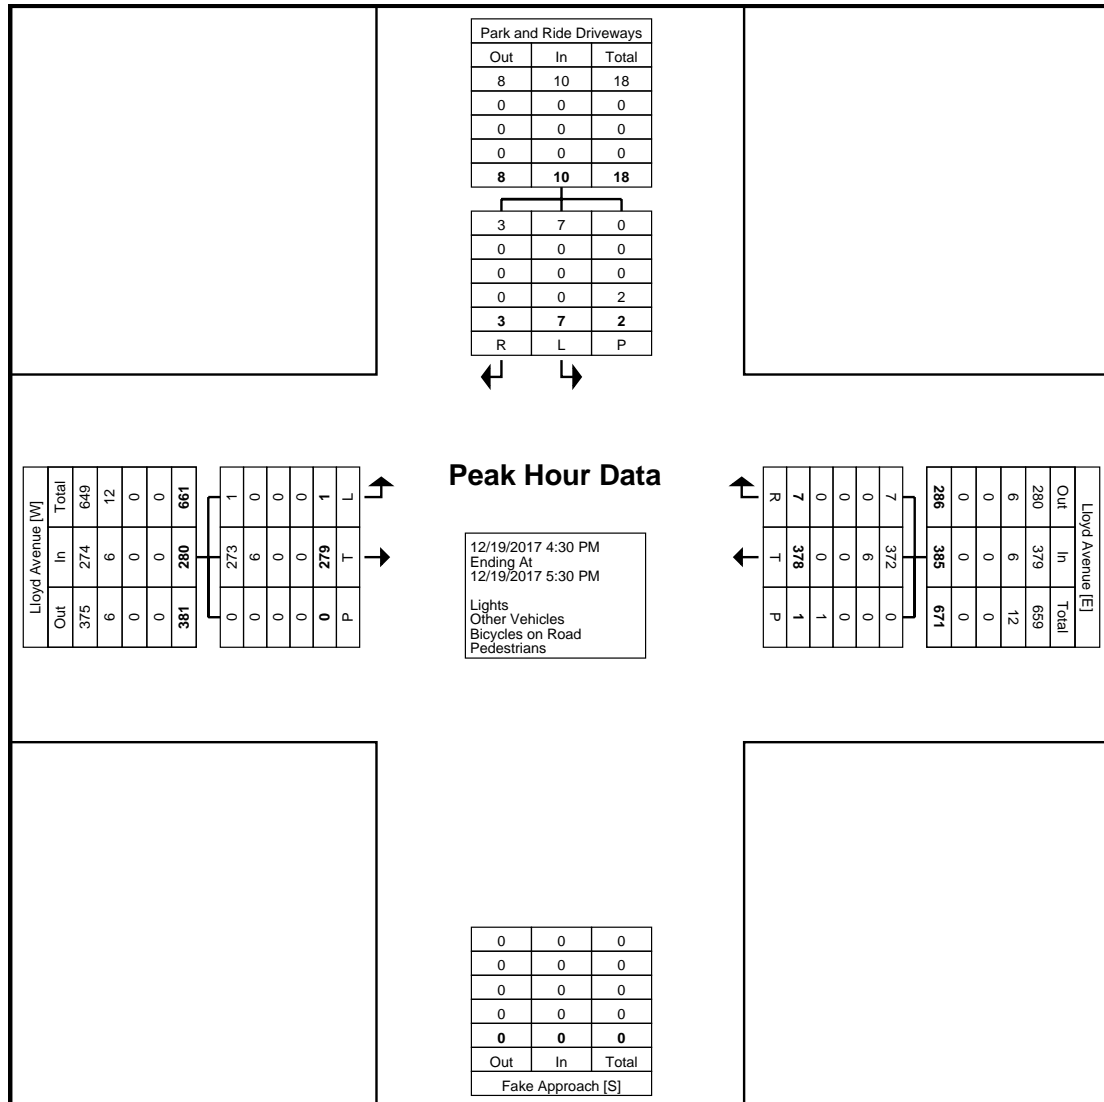 Park and Ride Driveways
Out In Total
8 10 18
0 0 0
0 0 0
0 0 0
8 10 18
3 7 0
0 0 0
0 0 0
0 0 2
3 7 2
R L P
Lloyd Avenue [W]
Total In Out
649 274 375
12 6 6
0 0 0
0 0 0
661 280 381
1 273 0
0 6 0
0 0 0
0 0 0
1 279 0
L T P
Peak Hour Data
12/19/2017 4:30 PM
Ending At
12/19/2017 5:30 PM
Lights
Other Vehicles
Bicycles on Road
Pedestrians
Lloyd Avenue [E]
Out In Total
280 379 659
6 6 12
0 0 0
0 0 0
286 385 671
7 372 0
0 6 0
0 0 0
0 0 1
7 378 1
R T P
0 0 0
0 0 0
0 0 0
0 0 0
0 0 0
Out In Total
Fake Approach [S]